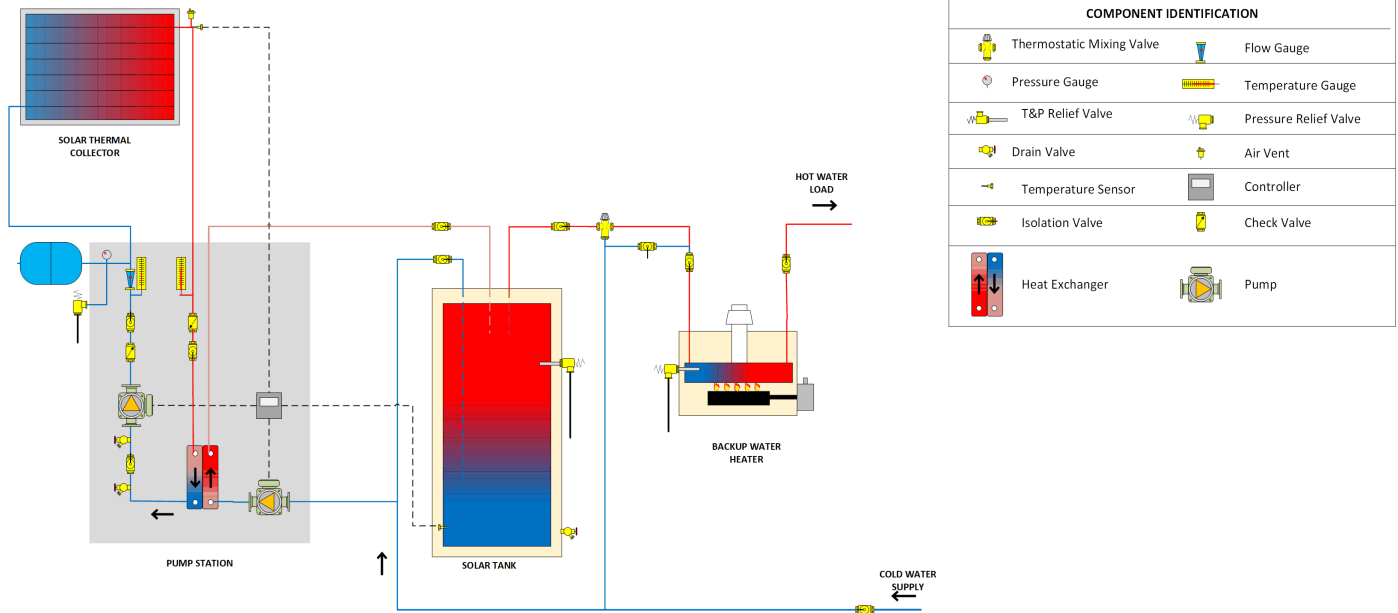 COMPONENT IDENTIFICATION
Thermostatic Mixing Valve
Flow Gauge
Pressure Gauge
Temperature Gauge
T&P Relief Valve
Pressure Relief Valve
Drain Valve
Air Vent
Temperature Sensor
Controller
Isolation Valve
Check Valve
Heat Exchanger
Pump
SOLAR THERMAL
COLLECTOR
HOT WATER
LOAD
BACKUP WATER
HEATER
PUMP STATION
SOLAR TANK
COLD WATER
SUPPLY